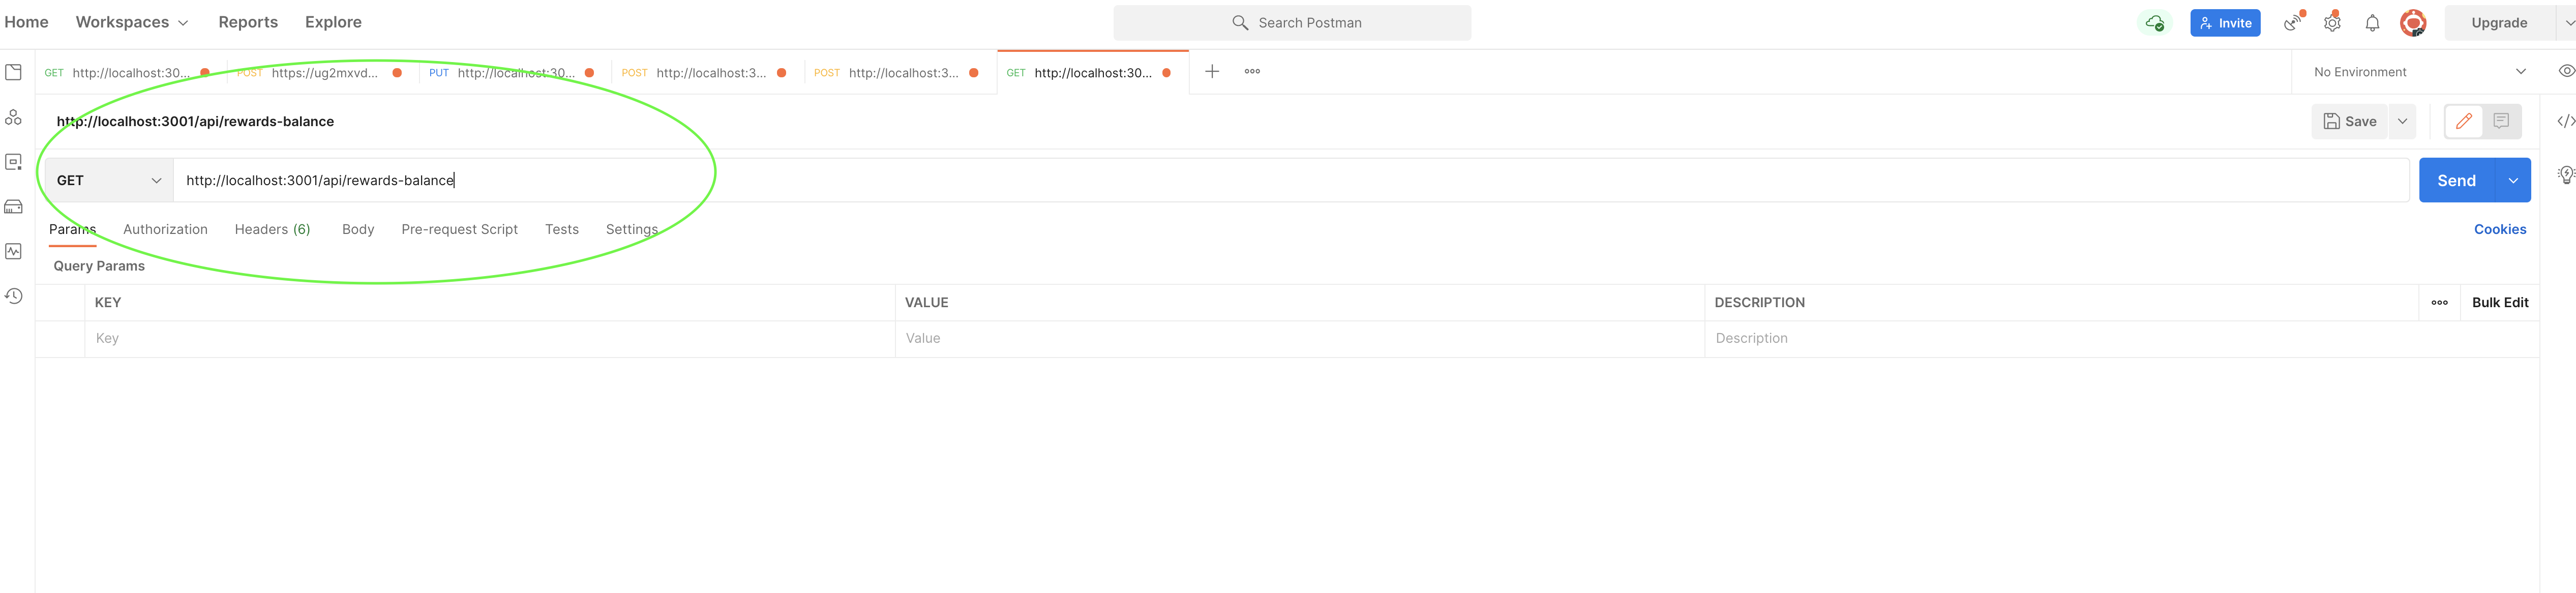 Home Workspaces Reports Explore Search Postman Invite Upgrade
GET http://localhost:30... POST https://ug2mxvd... PUT http://localhost:30... POST http://localhost:3... POST http://localhost:3... GET http://localhost:30... No Environment
http://localhost:3001/api/rewards-balance Save
GET http://localhost:3001/api/rewards-balance Send
Params Authorization Headers (6) Body Pre-request Script Tests Settings Cookies
Query Params
KEY VALUE DESCRIPTION Bulk Edit
Key Value Description